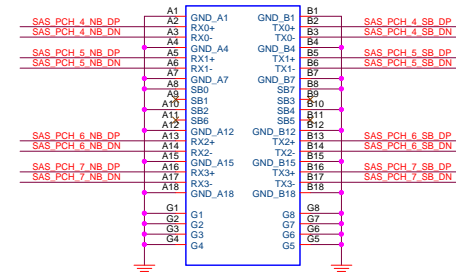 A1 GND_A1 GND_B1 B1
SAS_PCH_4_NB_DP A2 RX0+ TX0+ B2 SAS_PCH_4_SB_DP
SAS_PCH_4_NB_DN A3 RX0- TX0- B3 SAS_PCH_4_SB_DN
A4 GND_A4 GND_B4 B4
SAS_PCH_5_NB_DP A5 RX1+ TX1+ B5 SAS_PCH_5_SB_DP
SAS_PCH_5_NB_DN A6 RX1- TX1- B6 SAS_PCH_5_SB_DN
A7 GND_A7 GND_B7 B7
A8 SB0 SB7 B8
A9 SB1 SB3 B9
A10 SB2 SB4 B10
A11 SB6 SB5 B11
A12 GND_A12 GND_B12 B12
SAS_PCH_6_NB_DP A13 RX2+ TX2+ B13 SAS_PCH_6_SB_DP
SAS_PCH_6_NB_DN A14 RX2- TX2- B14 SAS_PCH_6_SB_DN
A15 GND_A15 GND_B15 B15
SAS_PCH_7_NB_DP A16 RX3+ TX3+ B16 SAS_PCH_7_SB_DP
SAS_PCH_7_NB_DN A17 RX3- TX3- B17 SAS_PCH_7_SB_DN
A18 GND_A18 GND_B18 B18
G1 G1 G8 G8
G2 G2 G7 G7
G3 G3 G6 G6
G4 G4 G5 G5